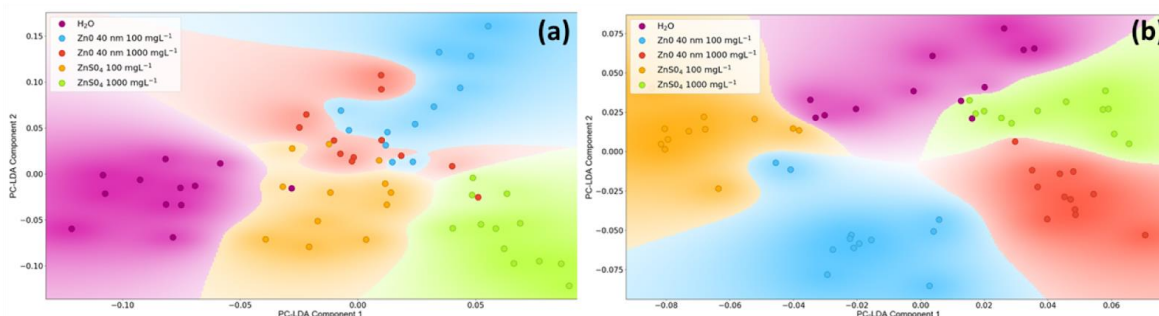 (a)
H₂O
Zn0 40 nm 100 mgL⁻¹
Zn0 40 nm 1000 mgL⁻¹
ZnSO₄ 100 mgL⁻¹
ZnSO₄ 1000 mgL⁻¹
PC-LDA Component 2
0.15
0.10
0.05
0.00
−0.05
−0.10
−0.10
−0.05
0.00
0.05
PC-LDA Component 1
(b)
H₂O
Zn0 40 nm 100 mgL⁻¹
Zn0 40 nm 1000 mgL⁻¹
ZnSO₄ 100 mgL⁻¹
ZnSO₄ 1000 mgL⁻¹
PC-LDA Component 2
0.075
0.050
0.025
0.000
−0.025
−0.050
−0.075
−0.08
−0.06
−0.04
−0.02
0.00
0.02
0.04
0.06
PC-LDA Component 1